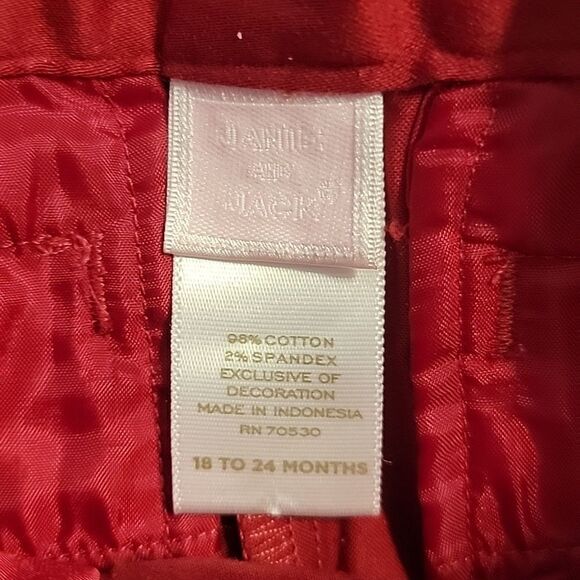 JANIE
AND
JACK®
98% COTTON
2% SPANDEX
EXCLUSIVE OF
DECORATION
MADE IN INDONESIA
RN 70530
18 TO 24 MONTHS